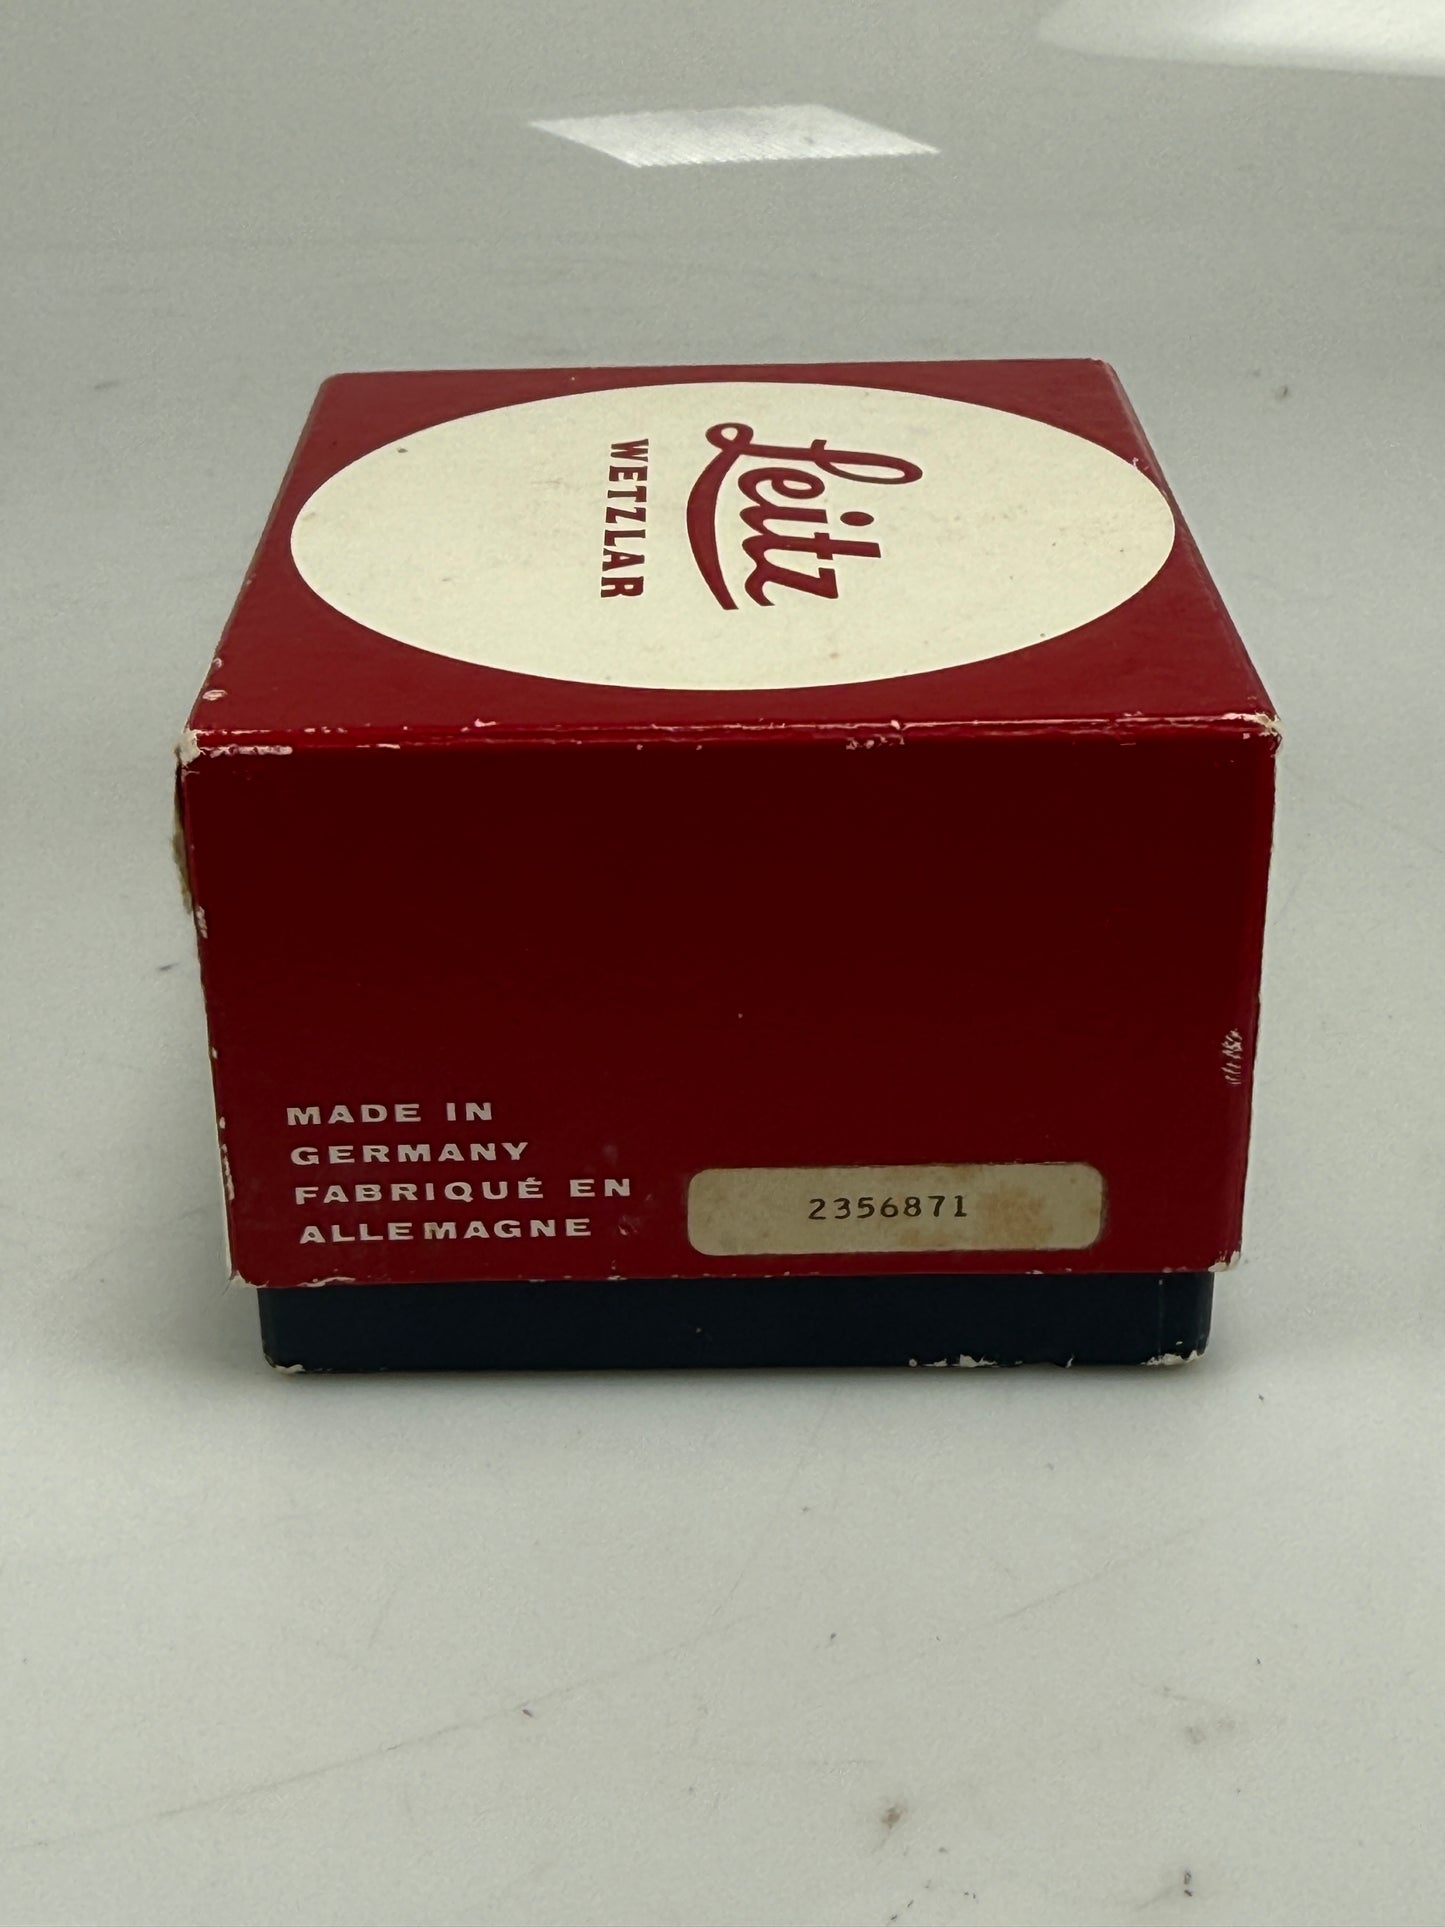 Leitz
WETZLAR
MADE IN
GERMANY
FABRIQUÉ EN
ALLEMAGNE
2356871